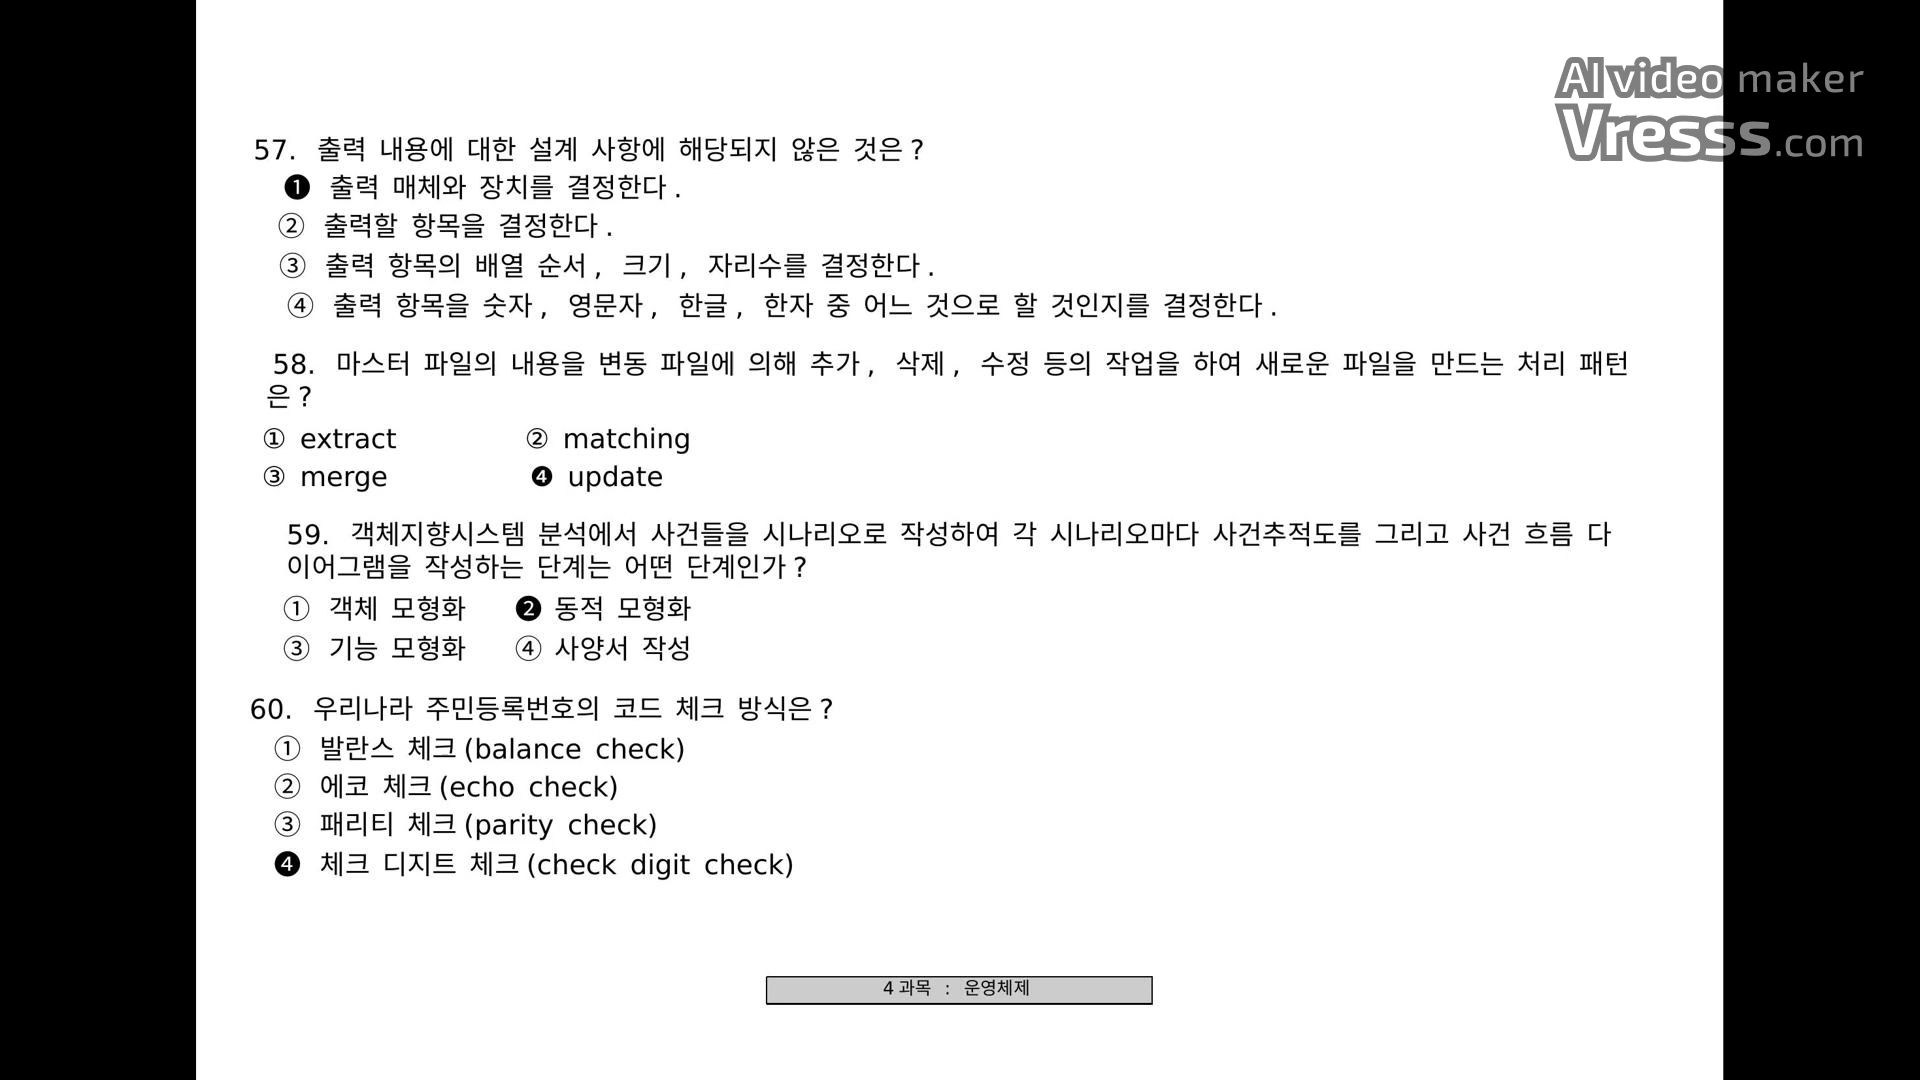 AI video maker
Vresss.com
57. 출력 내용에 대한 설계 사항에 해당되지 않은 것은?
❶ 출력 매체와 장치를 결정한다.
② 출력할 항목을 결정한다.
③ 출력 항목의 배열 순서, 크기, 자리수를 결정한다.
④ 출력 항목을 숫자, 영문자, 한글, 한자 중 어느 것으로 할 것인지를 결정한다.
58. 마스터 파일의 내용을 변동 파일에 의해 추가, 삭제, 수정 등의 작업을 하여 새로운 파일을 만드는 처리 패턴
은?
① extract ② matching
③ merge ❹ update
59. 객체지향시스템 분석에서 사건들을 시나리오로 작성하여 각 시나리오마다 사건추적도를 그리고 사건 흐름 다
이어그램을 작성하는 단계는 어떤 단계인가?
① 객체 모형화 ❷ 동적 모형화
③ 기능 모형화 ④ 사양서 작성
60. 우리나라 주민등록번호의 코드 체크 방식은?
① 발란스 체크(balance check)
② 에코 체크(echo check)
③ 패리티 체크(parity check)
❹ 체크 디지트 체크(check digit check)
4과목 : 운영체제